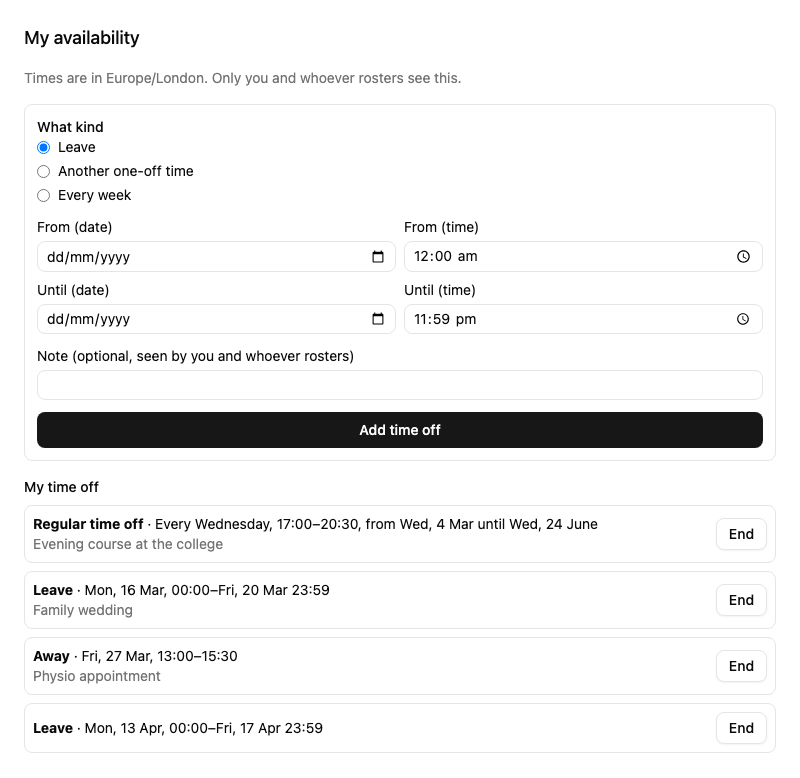 My availability
Times are in Europe/London. Only you and whoever rosters see this.
What kind
Leave
Another one-off time
Every week
From (date)
From (time)
dd/mm/yyyy
12:00 am
Until (date)
Until (time)
dd/mm/yyyy
11:59 pm
Note (optional, seen by you and whoever rosters)
Add time off
My time off
Regular time off · Every Wednesday, 17:00–20:30, from Wed, 4 Mar until Wed, 24 June
Evening course at the college
End
Leave · Mon, 16 Mar, 00:00–Fri, 20 Mar 23:59
Family wedding
End
Away · Fri, 27 Mar, 13:00–15:30
Physio appointment
End
Leave · Mon, 13 Apr, 00:00–Fri, 17 Apr 23:59
End